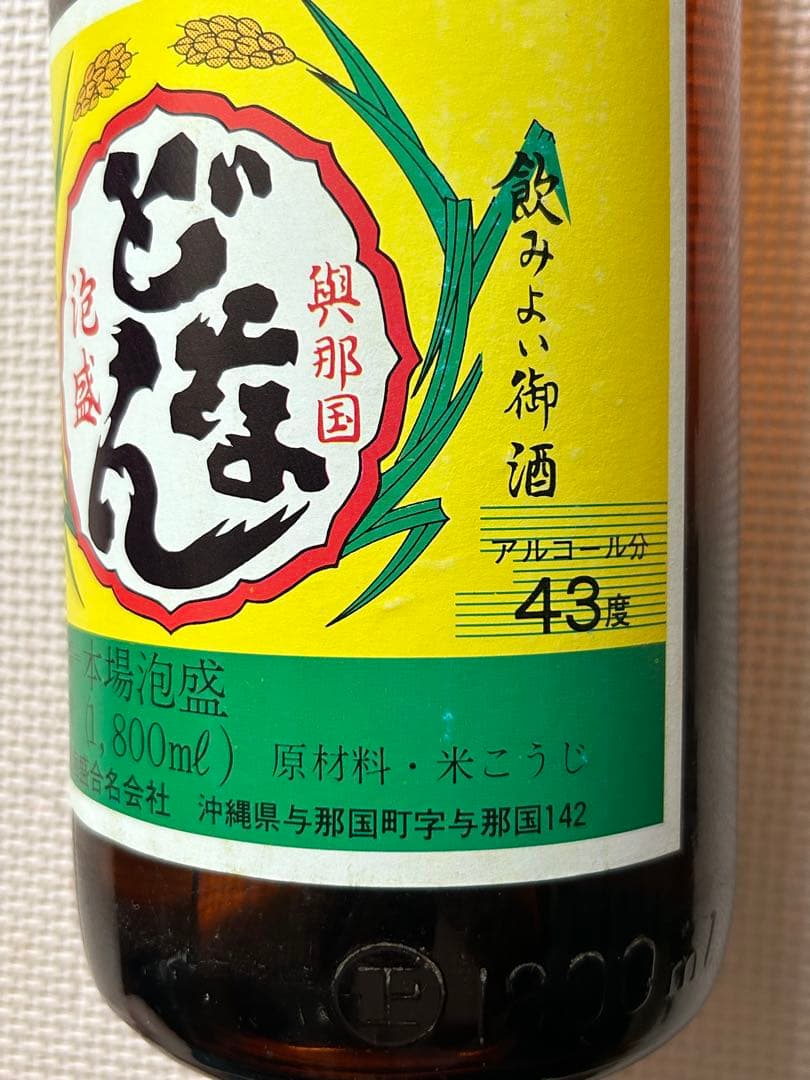 どなん
與那国
泡盛
飲みよい御酒
アルコール分
43度
本場泡盛
(1,800mℓ)
原材料・米こうじ
合名会社 沖縄県与那国町字与那国142
正 1800ml